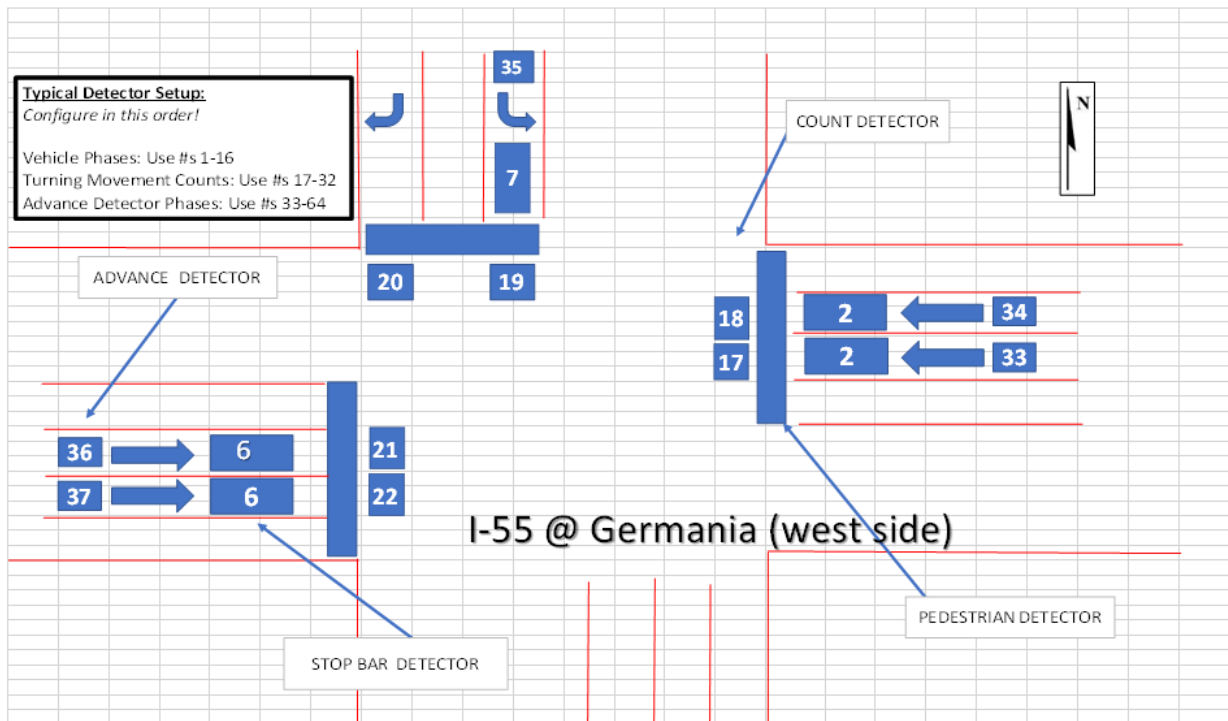 35
Typical Detector Setup:
Configure in this order!
Vehicle Phases: Use #s 1-16
Turning Movement Counts: Use #s 17-32
Advance Detector Phases: Use #s 33-64
N
COUNT DETECTOR
7
ADVANCE DETECTOR
20
19
18
2
34
17
2
33
36
6
21
37
6
22
I-55 @ Germania (west side)
PEDESTRIAN DETECTOR
STOP BAR DETECTOR